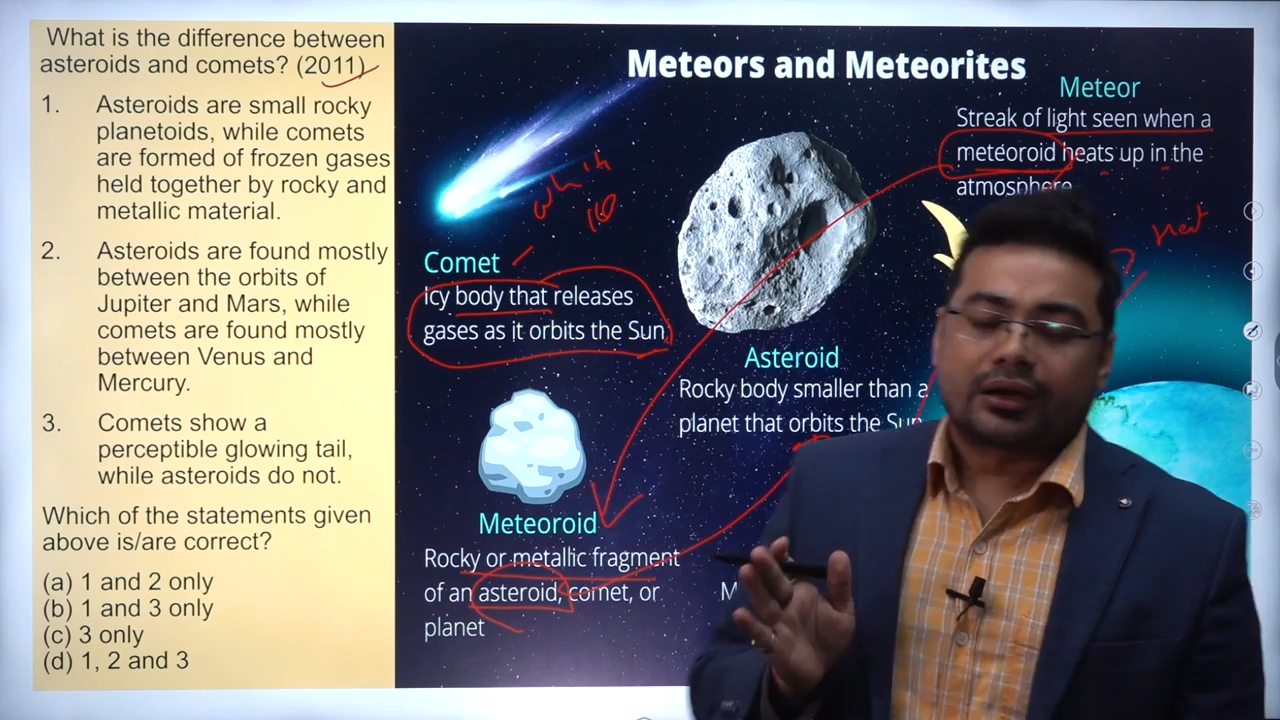 What is the difference between
asteroids and comets? (2011)
1. Asteroids are small rocky
planetoids, while comets
are formed of frozen gases
held together by rocky and
metallic material.
2. Asteroids are found mostly
between the orbits of
Jupiter and Mars, while
comets are found mostly
between Venus and
Mercury.
3. Comets show a
perceptible glowing tail,
while asteroids do not.
Which of the statements given
above is/are correct?
(a) 1 and 2 only
(b) 1 and 3 only
(c) 3 only
(d) 1, 2 and 3
Meteors and Meteorites
Meteor
Streak of light seen when a
meteoroid heats up in the
atmosphere
Comet
Icy body that releases
gases as it orbits the Sun
Asteroid
Rocky body smaller than a
planet that orbits the Sun
Meteoroid
Rocky or metallic fragment
of an asteroid, comet, or
planet
M